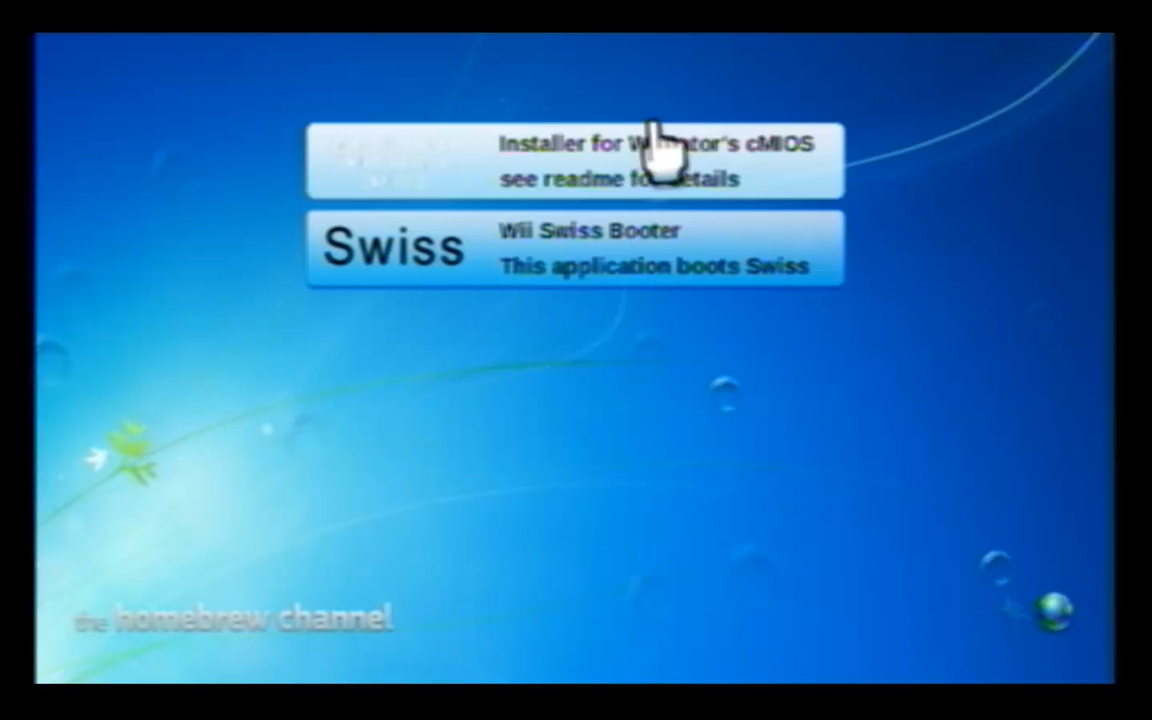 Installer for cMIOS
see readme
Swiss
Wii Swiss Booter
This application boots Swiss
the homebrew channel